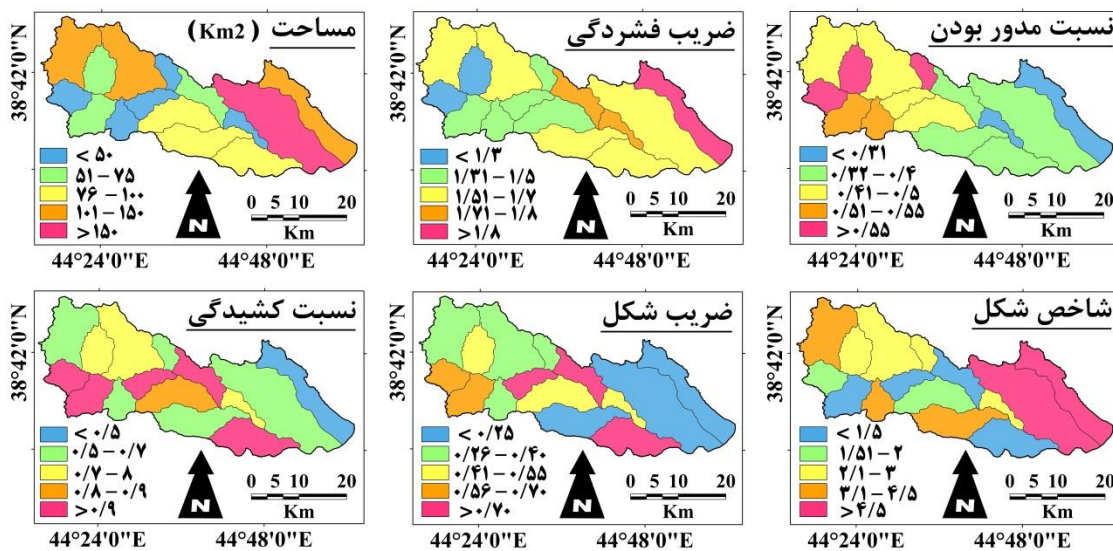 مساحت (Km2)
38°42'0"N
< ۵۰
۵۱ – ۷۵
۷۶ – ۱۰۰
۱۰۱ – ۱۵۰
>۱۵۰
N
0 5 10 20
Km
44°24'0"E 44°48'0"E
ضریب فشردگی
38°42'0"N
< ۱/۳
۱/۳۱ – ۱/۵
۱/۵۱ – ۱/۷
۱/۷۱ – ۱/۸
>۱/۸
N
0 5 10 20
Km
44°24'0"E 44°48'0"E
نسبت مدور بودن
38°42'0"N
< ۰/۳۱
۰/۳۲ – ۰/۴
۰/۴۱ – ۰/۵
۰/۵۱ – ۰/۵۵
>۰/۵۵
N
0 5 10 20
Km
44°24'0"E 44°48'0"E
نسبت کشیدگی
38°42'0"N
< ۰/۵
۰/۵ – ۰/۷
۰/۷ – ۸
۰/۸ – ۰/۹
>۰/۹
N
0 5 10 20
Km
44°24'0"E 44°48'0"E
ضریب شکل
38°42'0"N
< ۰/۲۵
۰/۲۶ – ۰/۴۰
۰/۴۱ – ۰/۵۵
۰/۵۶ – ۰/۷۰
>۰/۷۰
N
0 5 10 20
Km
44°24'0"E 44°48'0"E
شاخص شکل
38°42'0"N
< ۱/۵
۱/۵۱ – ۲
۲/۱ – ۳
۳/۱ – ۴/۵
>۴/۵
N
0 5 10 20
Km
44°24'0"E 44°48'0"E